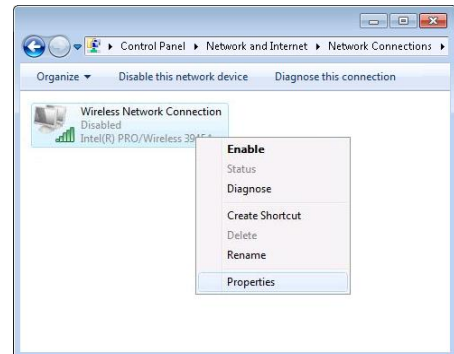 Control Panel ▸ Network and Internet ▸ Network Connections ▸
Organize ▾ Disable this network device Diagnose this connection
Wireless Network Connection
Disabled
Intel(R) PRO/Wireless
Enable
Status
Diagnose
Create Shortcut
Delete
Rename
Properties